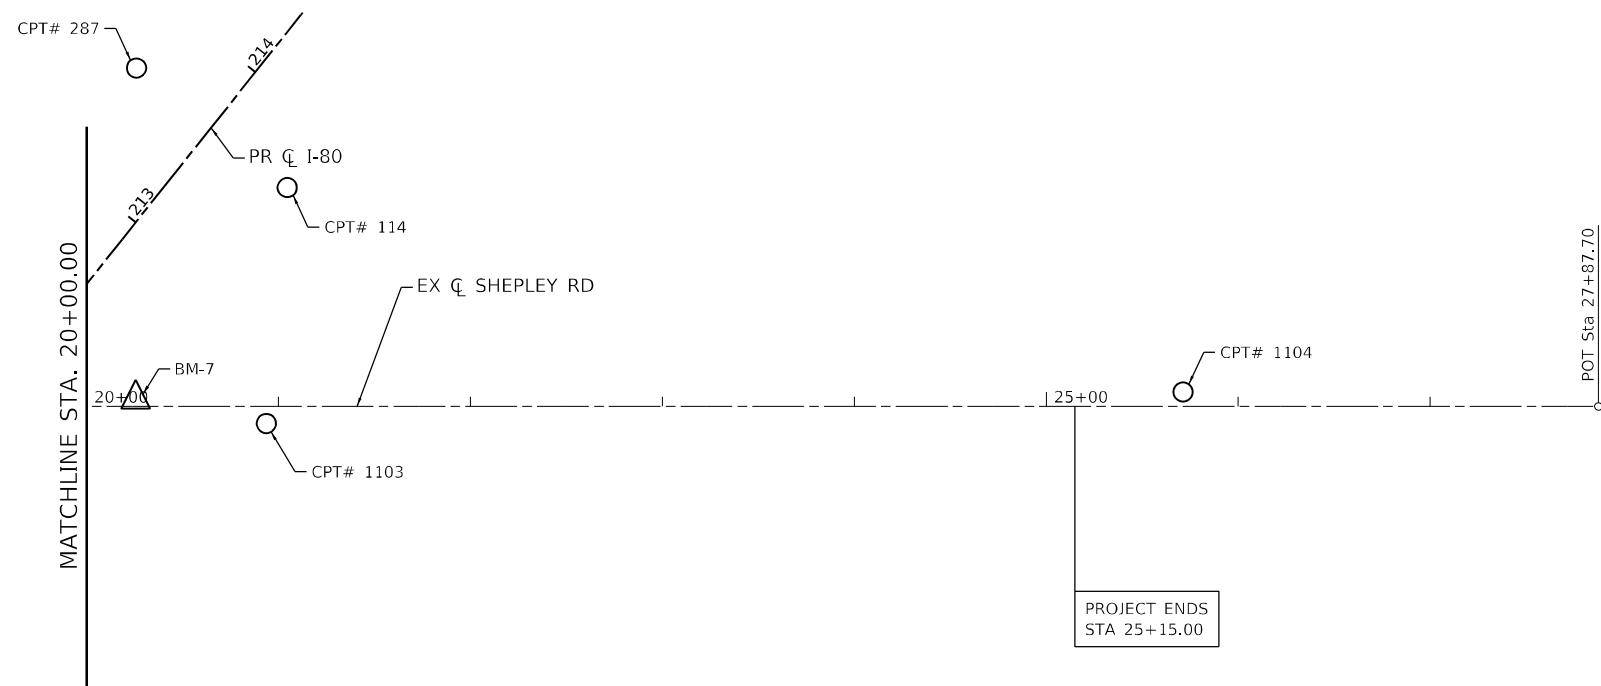 CPT# 287
214
PR ℄ I-80
213
CPT# 114
MATCHLINE STA. 20+00.00
EX ℄ SHEPLEY RD
POT Sta 27+87.70
CPT# 1104
BM-7
20+00
25+00
CPT# 1103
PROJECT ENDS
STA 25+15.00